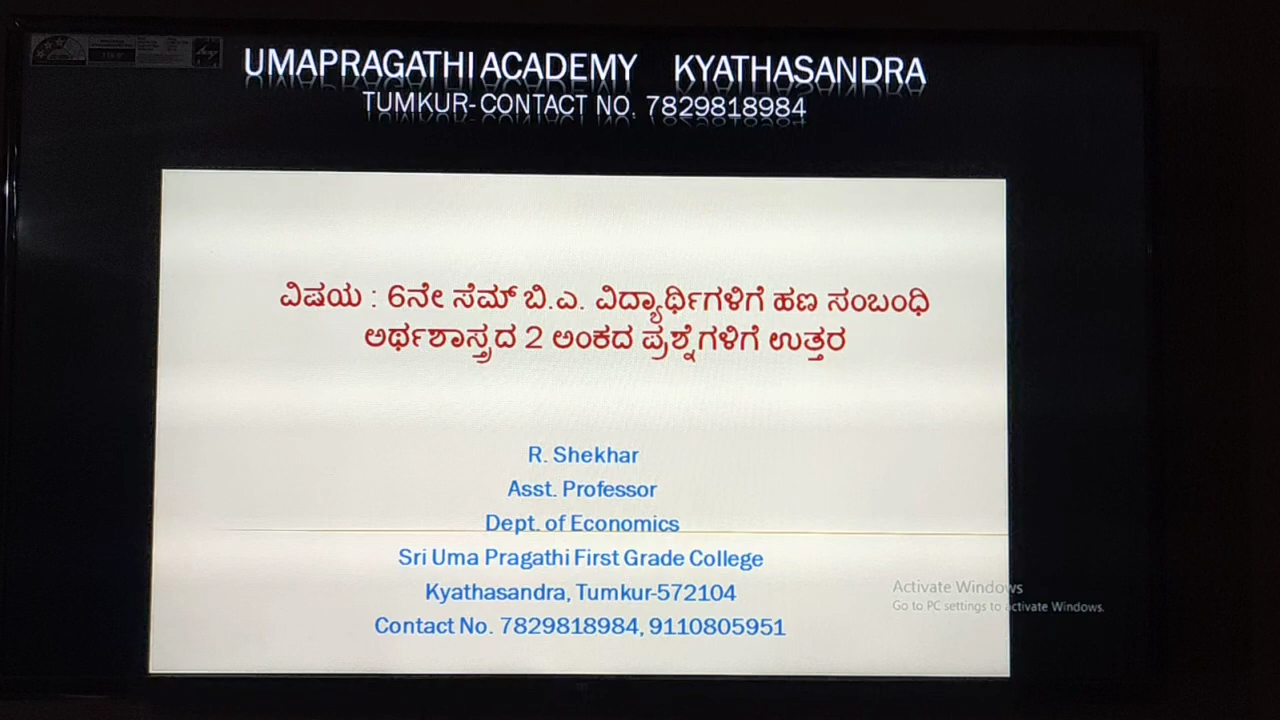 UMAPRAGATHI ACADEMY KYATHASANDRA
TUMKUR- CONTACT NO. 7829818984
ವಿಷಯ : 6ನೇ ಸೆಮ್ ಬಿ.ಎ. ವಿದ್ಯಾರ್ಥಿಗಳಿಗೆ ಹಣ ಸಂಬಂಧಿ
ಅರ್ಥಶಾಸ್ತ್ರದ 2 ಅಂಕದ ಪ್ರಶ್ನೆಗಳಿಗೆ ಉತ್ತರ
R. Shekhar
Asst. Professor
Dept. of Economics
Sri Uma Pragathi First Grade College
Kyathasandra, Tumkur-572104
Contact No. 7829818984, 9110805951
Activate Windows
Go to PC settings to activate Windows.